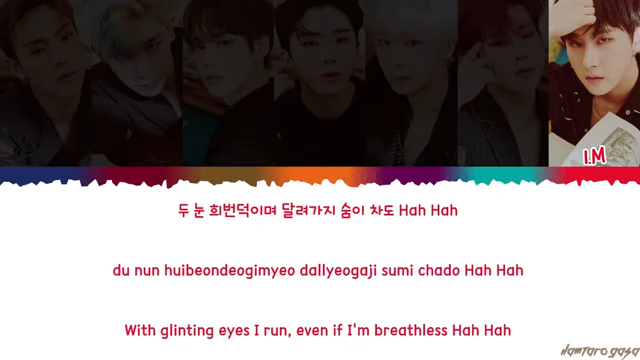 I.M
두 눈 희번덕이며 달려가지 숨이 차도 Hah Hah
du nun huibeondeogimyeo dallyeogaji sumi chado Hah Hah
With glinting eyes I run, even if I'm breathless Hah Hah
namtaro gasa